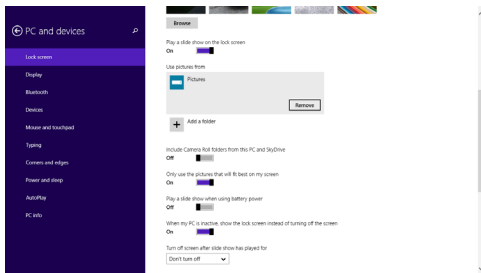 PC and devices
Lock screen
Display
Bluetooth
Devices
Mouse and touchpad
Typing
Corners and edges
Power and sleep
AutoPlay
PC info
Browse
Play a slide show on the lock screen
On
Use pictures from
Pictures
Remove
Add a folder
Include Camera Roll folders from this PC and SkyDrive
Off
Only use the pictures that will fit best on my screen
On
Play a slide show when using battery power
Off
When my PC is inactive, show the lock screen instead of turning off the screen
On
Turn off screen after slide show has played for
Don't turn off